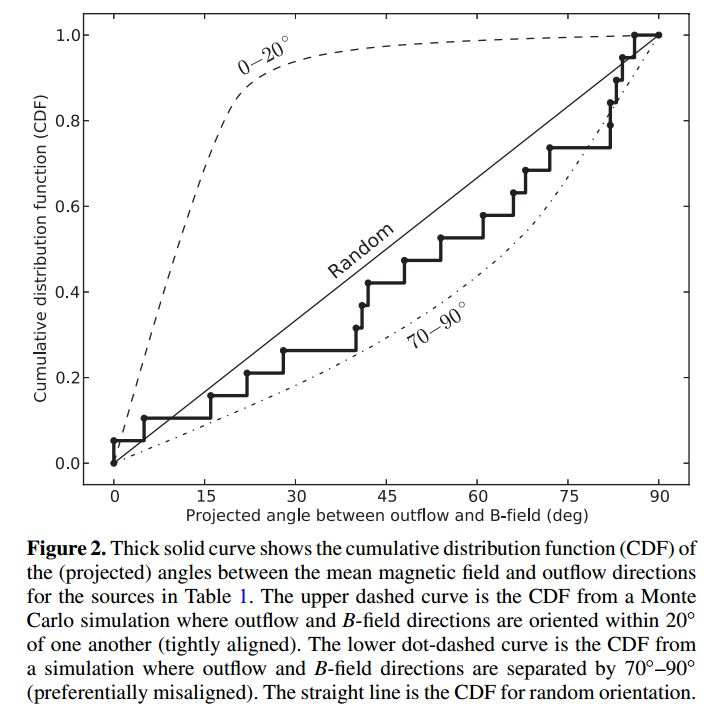 1.0
0.8
0.6
0.4
0.2
0.0
Cumulative distribution function (CDF)
0−20°
Random
70−90°
0 15 30 45 60 75 90
Projected angle between outflow and B-field (deg)
Figure 2. Thick solid curve shows the cumulative distribution function (CDF) of
the (projected) angles between the mean magnetic field and outflow directions
for the sources in Table 1. The upper dashed curve is the CDF from a Monte
Carlo simulation where outflow and B-field directions are oriented within 20°
of one another (tightly aligned). The lower dot-dashed curve is the CDF from
a simulation where outflow and B-field directions are separated by 70°–90°
(preferentially misaligned). The straight line is the CDF for random orientation.